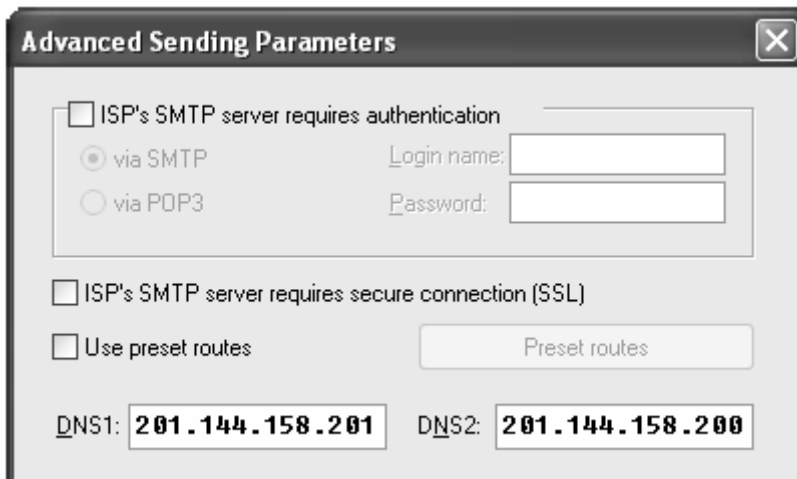 Advanced Sending Parameters
ISP's SMTP server requires authentication
via SMTP
Login name:
via POP3
Password:
ISP's SMTP server requires secure connection (SSL)
Use preset routes
Preset routes
DNS1: 201.144.158.201
DNS2: 201.144.158.200